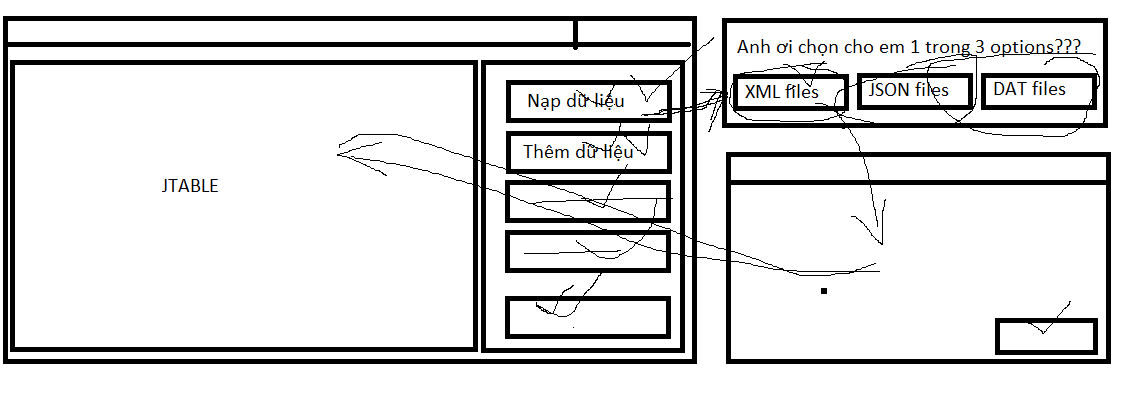 Anh ơi chọn cho em 1 trong 3 options???
XML files
JSON files
DAT files
Nạp dữ liệu
Thêm dữ liệu
JTABLE